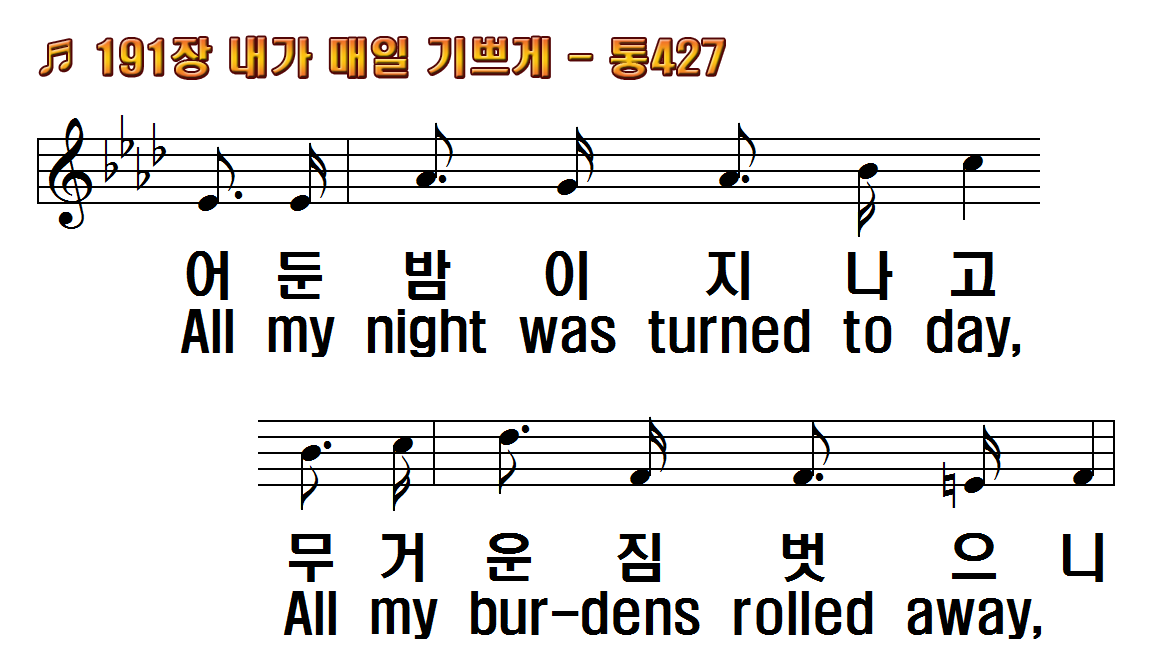 191장 내가 매일 기쁘게 - 통427
어 둔 밤 이 지 나 고
All my night was turned to day,
무 거 운 짐 벗 으 니
All my bur-dens rolled away,